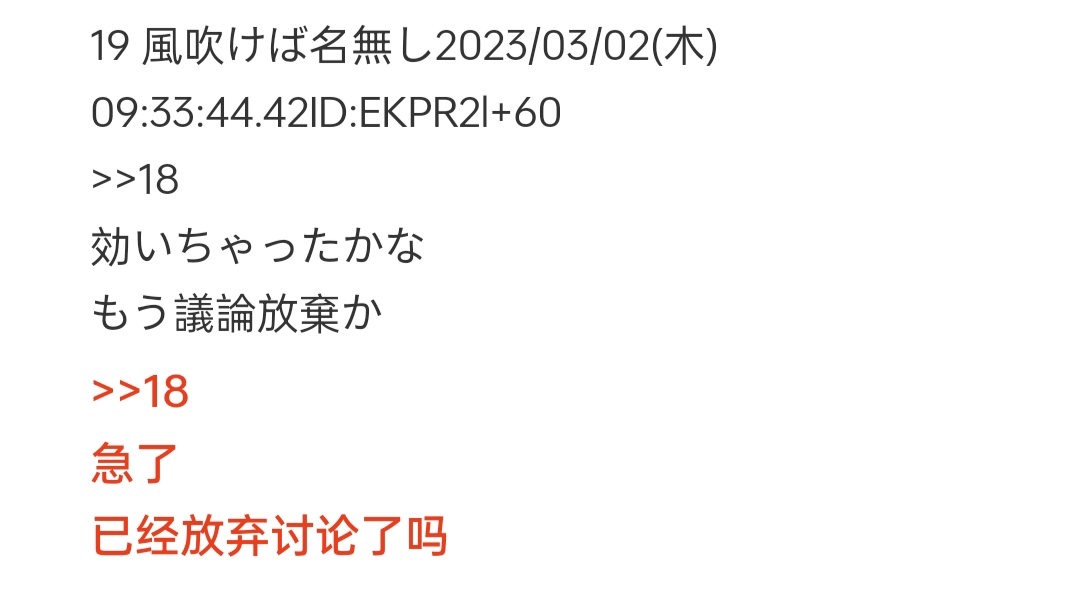 19 風吹けば名無し2023/03/02(木)
09:33:44.42ID:EKPR2l+60
>>18
効いちゃったかな
もう議論放棄か
>>18
急了
已经放弃讨论了吗